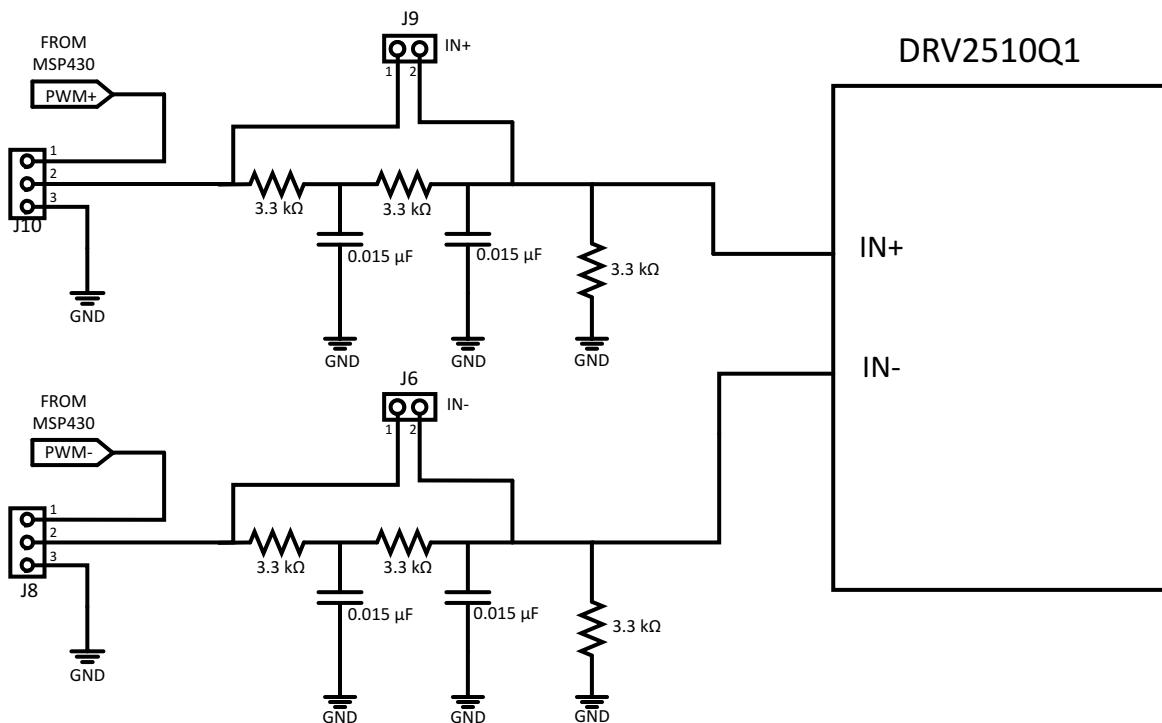 DRV2510Q1
J9
IN+
1
2
FROM
MSP430
PWM+
1
2
3
J10
GND
3.3 kΩ
3.3 kΩ
0.015 µF
0.015 µF
3.3 kΩ
GND
GND
GND
IN+
IN-
J6
IN-
1
2
FROM
MSP430
PWM-
1
2
3
J8
GND
3.3 kΩ
3.3 kΩ
0.015 µF
0.015 µF
3.3 kΩ
GND
GND
GND